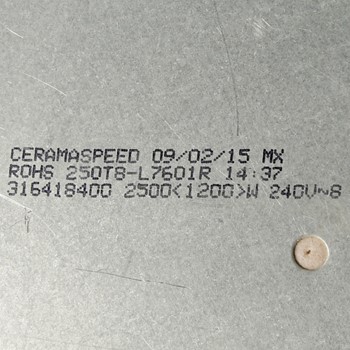 CERAMASPEED 09/02/15 MX
ROHS 250T8-L7601R 14:37
316418400 2500<1200>W 240V~8